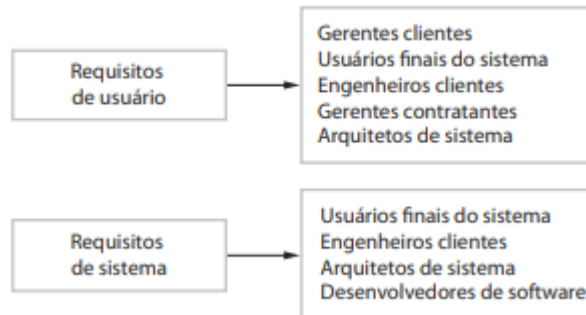 Requisitos
de usuário
Gerentes clientes
Usuários finais do sistema
Engenheiros clientes
Gerentes contratantes
Arquitetos de sistema
Requisitos
de sistema
Usuários finais do sistema
Engenheiros clientes
Arquitetos de sistema
Desenvolvedores de software